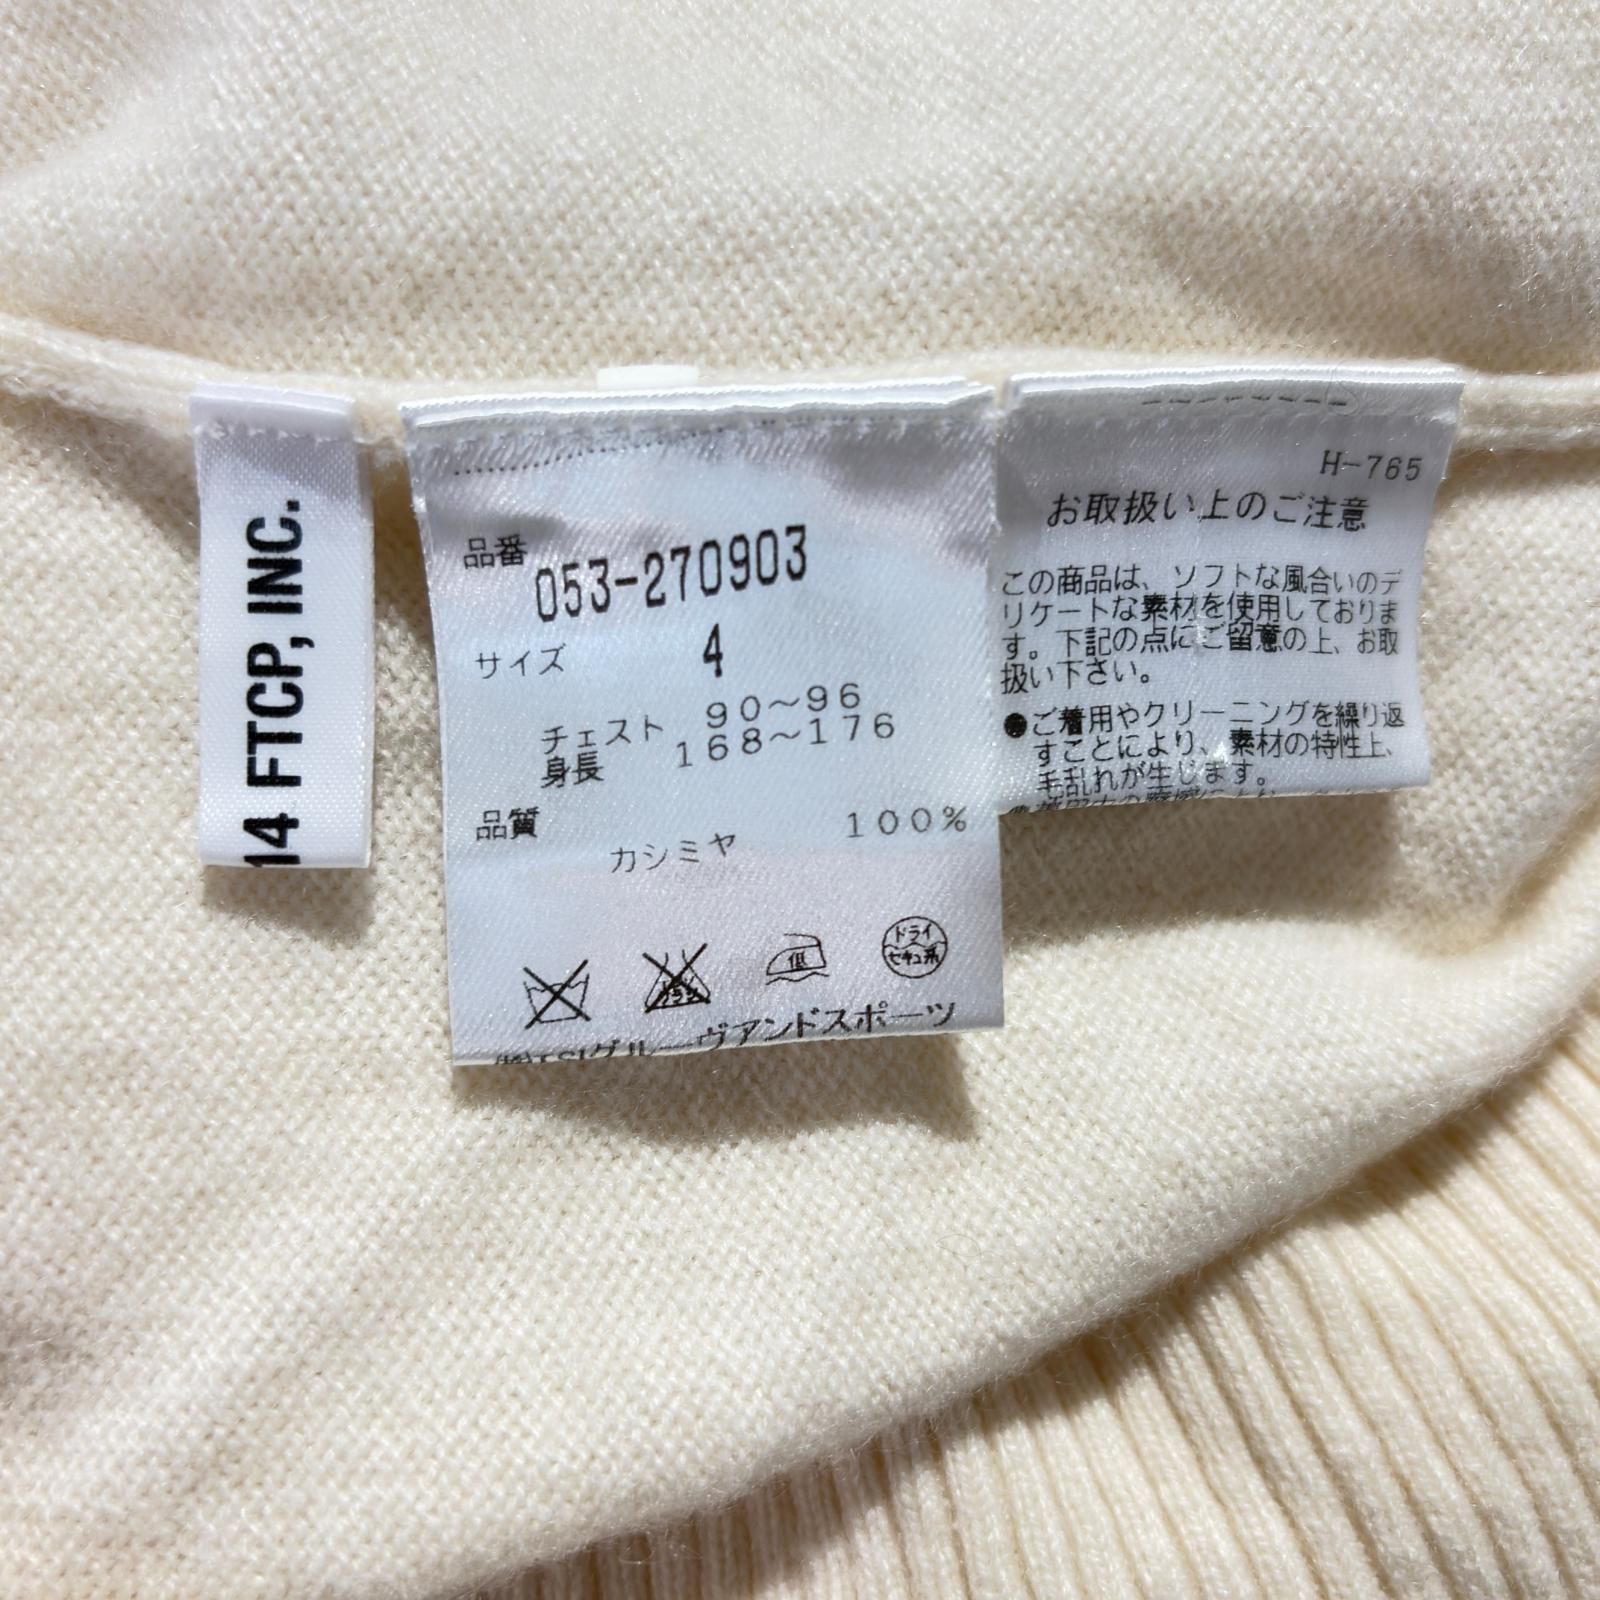 14 FTCP, INC.
品番 053-270903
サイズ 4
チェスト 90～96
身長 168～176
品質
カシミヤ 100%
低
ドライ
セキユ系
TSIグルーヴアンドスポーツ
H-765
お取扱い上のご注意
この商品は、ソフトな風合いのデ
リケートな素材を使用しておりま
す。下記の点にご留意の上、お取
扱い下さい。
●ご着用やクリーニングを繰り返
すことにより、素材の特性上、
毛乱れが生じます。